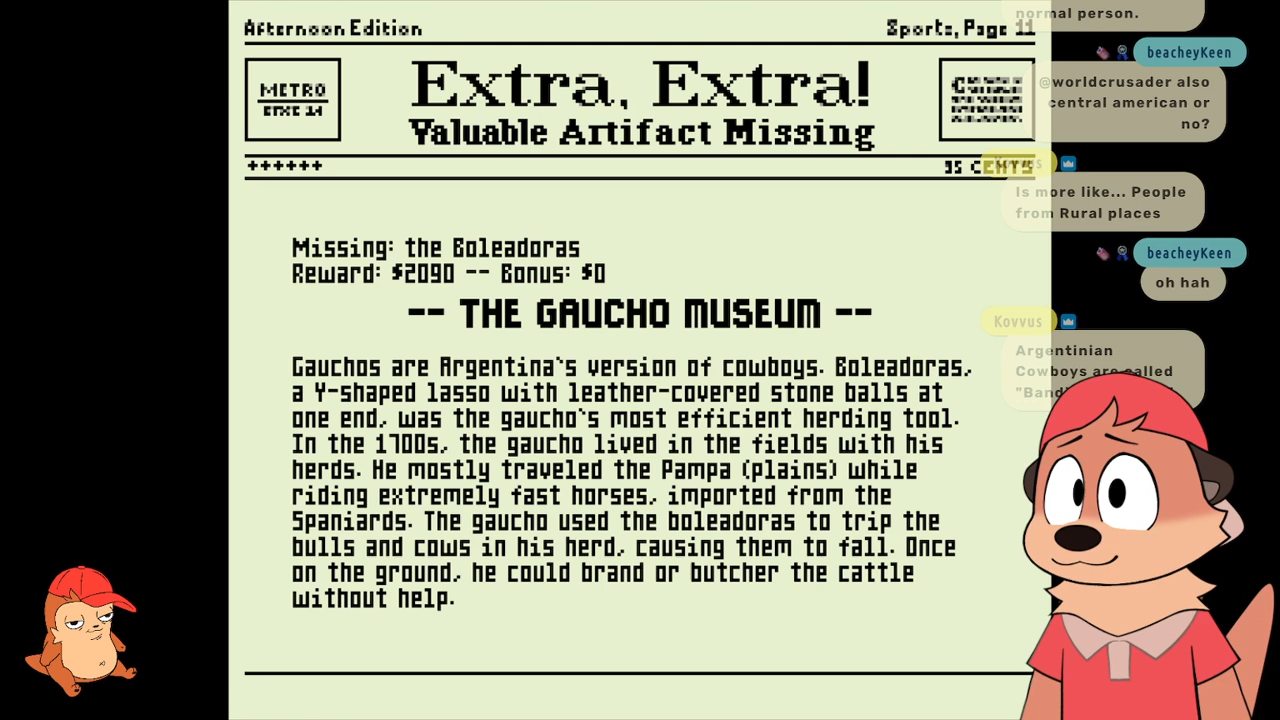 Afternoon Edition
Sports, Page 11
METRO
Extra, Extra!
Valuable Artifact Missing
++++++
35 CENTS
Missing: the Boleadoras
Reward: $2090 -- Bonus: $0
-- THE GAUCHO MUSEUM --
Gauchos are Argentina's version of cowboys. Boleadoras,
a Y-shaped lasso with leather-covered stone balls at
one end, was the gaucho's most efficient herding tool.
In the 1700s, the gaucho lived in the fields with his
herds. He mostly traveled the Pampa (plains) while
riding extremely fast horses, imported from the
Spaniards. The gaucho used the boleadoras to trip the
bulls and cows in his herd, causing them to fall. Once
on the ground, he could brand or butcher the cattle
without help.
normal person.
beacheyKeen
@worldcrusader also
central american or
no?
Kovvus
Is more like... People
from Rural places
beacheyKeen
oh hah
Kovvus
Argentinian
Cowboys are called